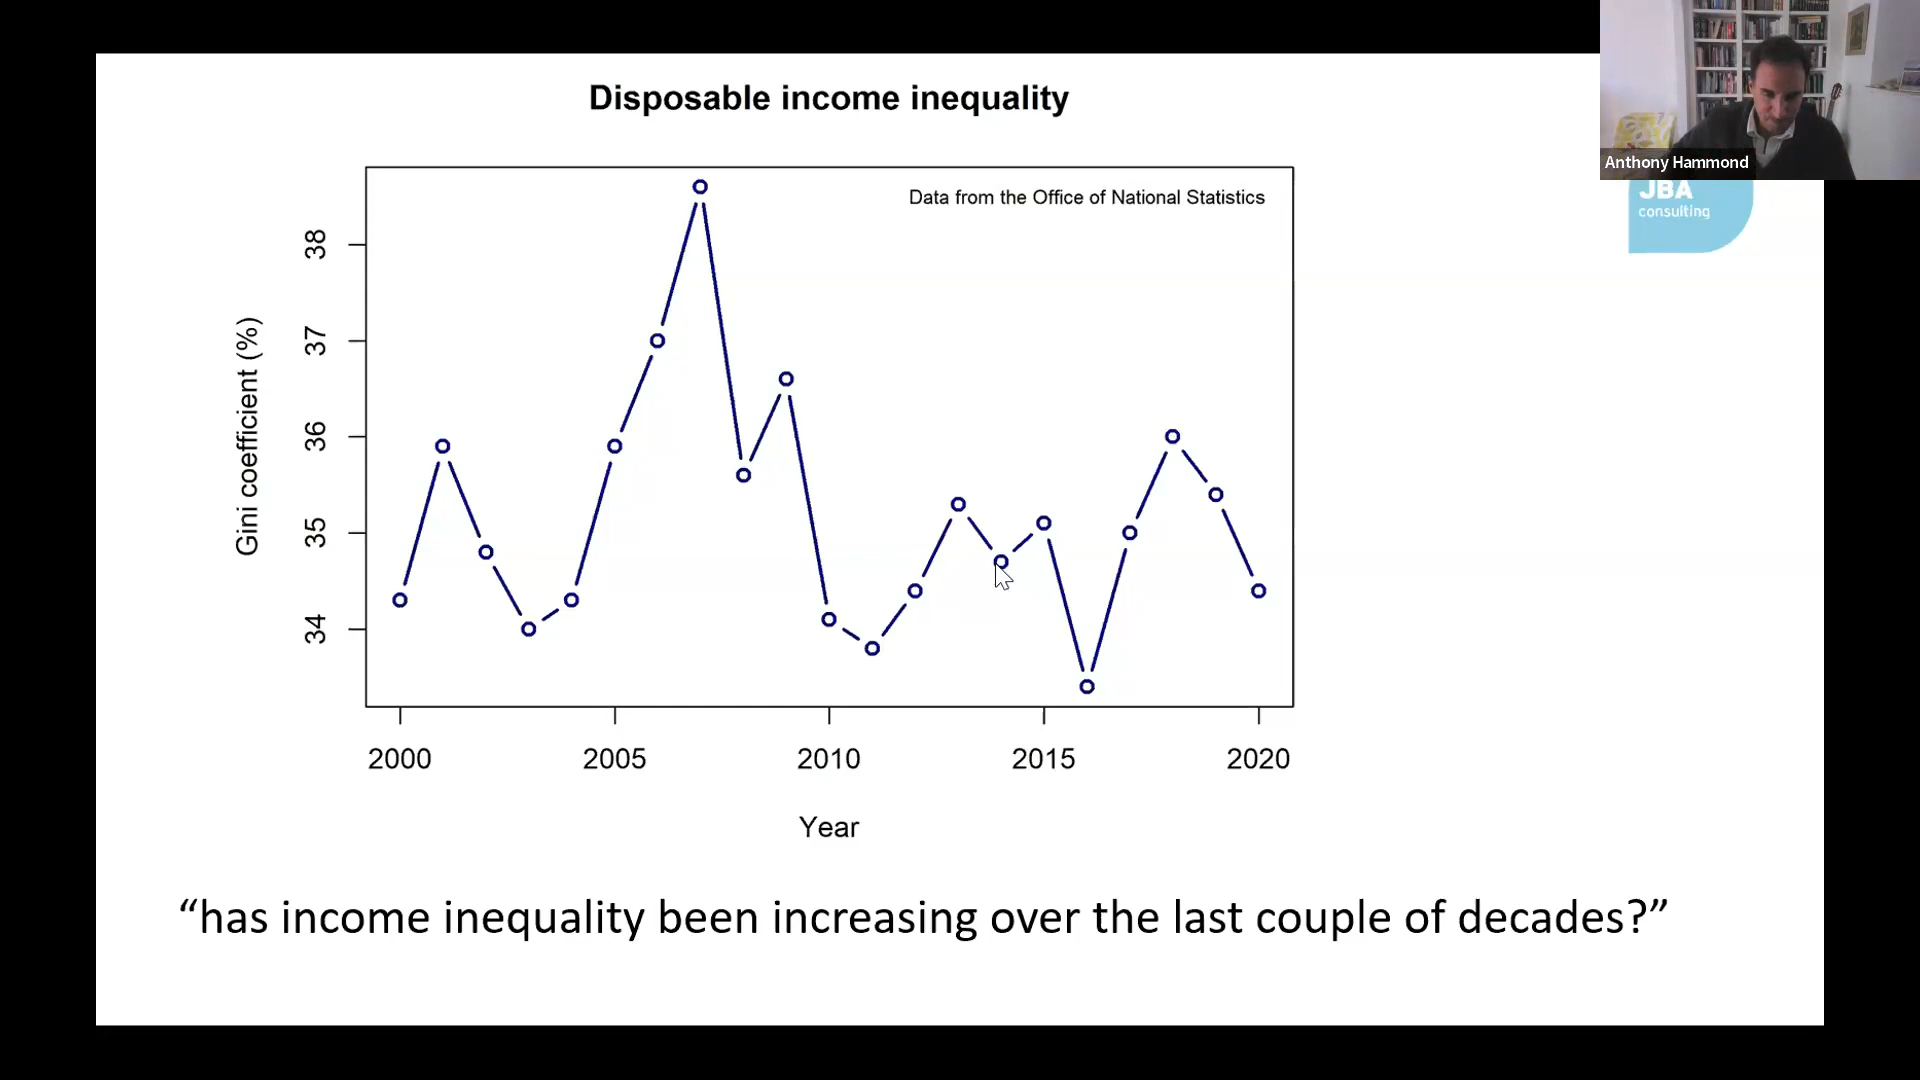 Disposable income inequality
Data from the Office of National Statistics
Anthony Hammond
JBA
consulting
Gini coefficient (%)
38
37
36
35
34
2000 2005 2010 2015 2020
Year
“has income inequality been increasing over the last couple of decades?”